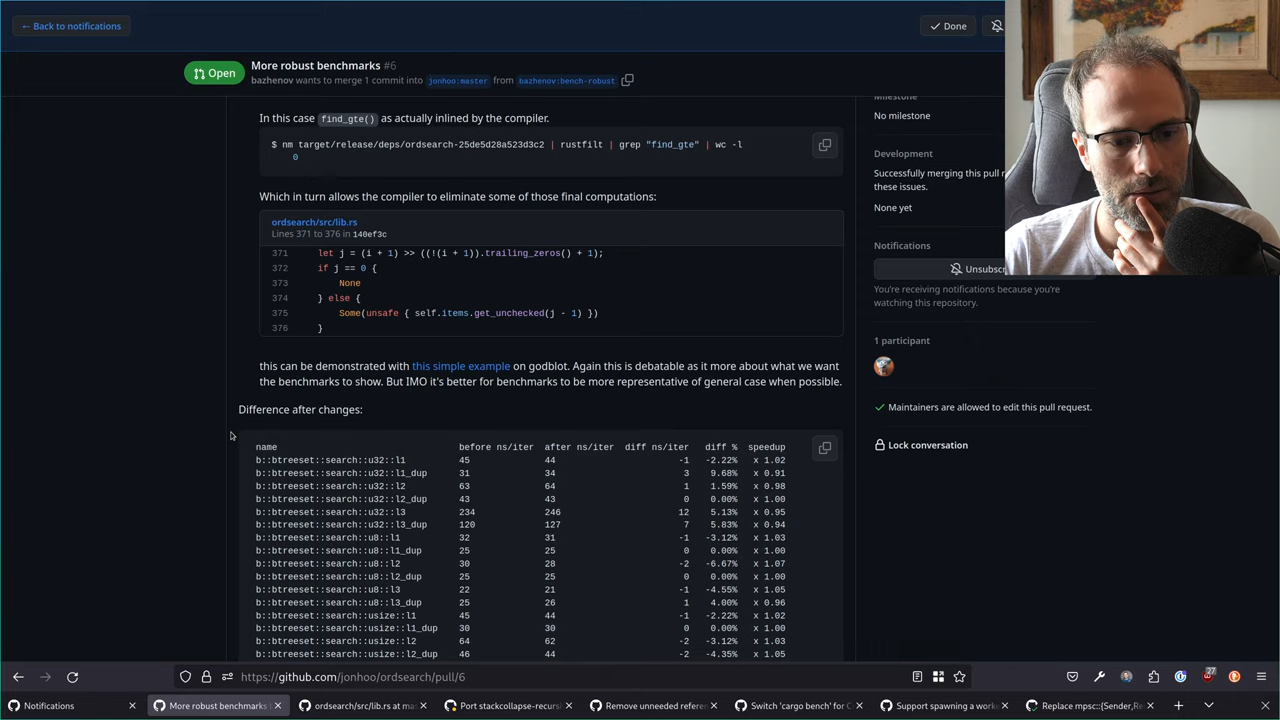 ← Back to notifications
Done
Open
More robust benchmarks #6
bazhenov wants to merge 1 commit into jonhoo:master from bazhenov:bench-robust
In this case find_gte() as actually inlined by the compiler.
$ nm target/release/deps/ordsearch-25de5d28a523d3c2 | rustfilt | grep "find_gte" | wc -l
0
Which in turn allows the compiler to eliminate some of those final computations:
ordsearch/src/lib.rs
Lines 371 to 376 in 140ef3c
371 let j = (i + 1) >> ((!(i + 1)).trailing_zeros() + 1);
372 if j == 0 {
373 None
374 } else {
375 Some(unsafe { self.items.get_unchecked(j - 1) })
376 }
this can be demonstrated with this simple example on godblot. Again this is debatable as it more about what we want
the benchmarks to show. But IMO it's better for benchmarks to be more representative of general case when possible.
Difference after changes:
name before ns/iter after ns/iter diff ns/iter diff % speedup
b::btreeset::search::u32::l1 45 44 -1 -2.22% x 1.02
b::btreeset::search::u32::l1_dup 31 34 3 9.68% x 0.91
b::btreeset::search::u32::l2 63 64 1 1.59% x 0.98
b::btreeset::search::u32::l2_dup 43 43 0 0.00% x 1.00
b::btreeset::search::u32::l3 234 246 12 5.13% x 0.95
b::btreeset::search::u32::l3_dup 120 127 7 5.83% x 0.94
b::btreeset::search::u8::l1 32 31 -1 -3.12% x 1.03
b::btreeset::search::u8::l1_dup 25 25 0 0.00% x 1.00
b::btreeset::search::u8::l2 30 28 -2 -6.67% x 1.07
b::btreeset::search::u8::l2_dup 25 25 0 0.00% x 1.00
b::btreeset::search::u8::l3 22 21 -1 -4.55% x 1.05
b::btreeset::search::u8::l3_dup 25 26 1 4.00% x 0.96
b::btreeset::search::usize::l1 45 44 -1 -2.22% x 1.02
b::btreeset::search::usize::l1_dup 30 30 0 0.00% x 1.00
b::btreeset::search::usize::l2 64 62 -2 -3.12% x 1.03
b::btreeset::search::usize::l2_dup 46 44 -2 -4.35% x 1.05
Milestone
No milestone
Development
Successfully merging this pull r
these issues.
None yet
Notifications
Unsubsc
You're receiving notifications because you're
watching this repository.
1 participant
Maintainers are allowed to edit this pull request.
Lock conversation
https://github.com/jonhoo/ordsearch/pull/6
27
Notifications
More robust benchmarks
ordsearch/src/lib.rs at mas
Port stackcollapse-recursi
Remove unneeded referen
Switch 'cargo bench' for C
Support spawning a worke
Replace mpsc::{Sender,Re